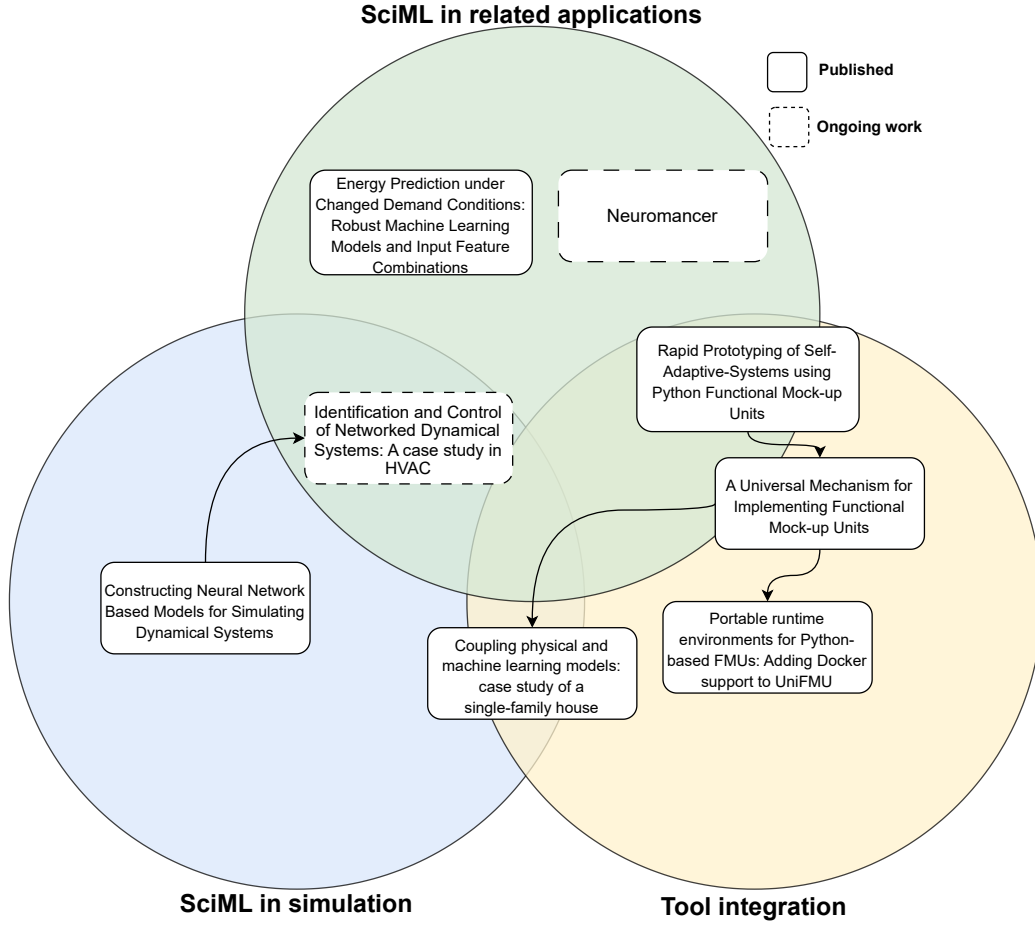 SciML in related applications
Published
Ongoing work
Energy Prediction under
Changed Demand Conditions:
Robust Machine Learning
Models and Input Feature
Combinations
Neuromancer
Rapid Prototyping of Self-
Adaptive-Systems using
Python Functional Mock-up
Units
Identification and Control
of Networked Dynamical
Systems: A case study in
HVAC
A Universal Mechanism for
Implementing Functional
Mock-up Units
Constructing Neural Network
Based Models for Simulating
Dynamical Systems
Coupling physical and
machine learning models:
case study of a
single-family house
Portable runtime
environments for Python-
based FMUs: Adding Docker
support to UniFMU
SciML in simulation
Tool integration